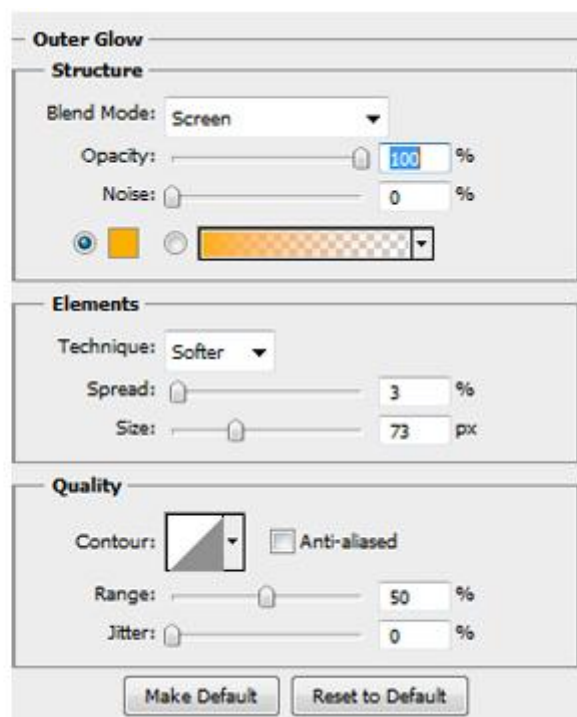 Outer Glow
Structure
Blend Mode: Screen
Opacity: 100 %
Noise: 0 %
Elements
Technique: Softer
Spread: 3 %
Size: 73 px
Quality
Contour: Anti-aliased
Range: 50 %
Jitter: 0 %
Make Default Reset to Default